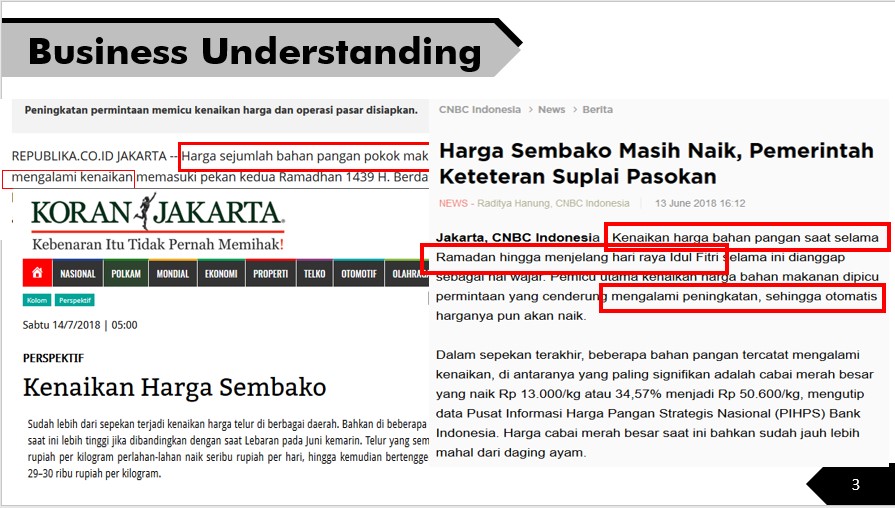 Business Understanding
Peningkatan permintaan memicu kenaikan harga dan operasi pasar disiapkan.
REPUBLIKA.CO.ID JAKARTA -- Harga sejumlah bahan pangan pokok mak
mengalami kenaikan memasuki pekan kedua Ramadhan 1439 H. Berda
KORAN JAKARTA
Kebenaran Itu Tidak Pernah Memihak!
NASIONAL POLKAM MONDIAL EKONOMI PROPERTI TELKO OTOMOTIF OLAHRA
Kolom Perspektif
Sabtu 14/7/2018 | 05:00
PERSPEKTIF
Kenaikan Harga Sembako
Sudah lebih dari sepekan terjadi kenaikan harga telur di berbagai daerah. Bahkan di beberapa
saat ini lebih tinggi jika dibandingkan dengan saat Lebaran pada Juni kemarin. Telur yang sem
rupiah per kilogram perlahan-lahan naik seribu rupiah per hari, hingga kemudian bertengge
29–30 ribu rupiah per kilogram.
CNBC Indonesia > News > Berita
Harga Sembako Masih Naik, Pemerintah
Keteteran Suplai Pasokan
NEWS - Raditya Hanung, CNBC Indonesia 13 June 2018 16:12
Jakarta, CNBC Indonesia Kenaikan harga bahan pangan saat selama
Ramadan hingga menjelang hari raya Idul Fitri selama ini dianggap
sebagai hal wajar. Pemicu utama kenaikan harga bahan makanan dipicu
permintaan yang cenderung mengalami peningkatan, sehingga otomatis
harganya pun akan naik.
Dalam sepekan terakhir, beberapa bahan pangan tercatat mengalami
kenaikan, di antaranya yang paling signifikan adalah cabai merah besar
yang naik Rp 13.000/kg atau 34,57% menjadi Rp 50.600/kg, mengutip
data Pusat Informasi Harga Pangan Strategis Nasional (PIHPS) Bank
Indonesia. Harga cabai merah besar saat ini bahkan sudah jauh lebih
mahal dari daging ayam.
3